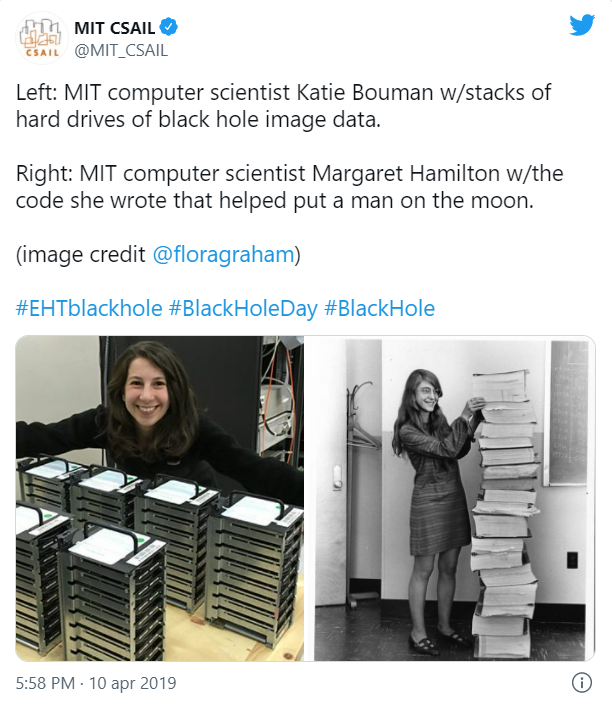 MIT CSAIL
@MIT_CSAIL
CSAIL
Left: MIT computer scientist Katie Bouman w/stacks of
hard drives of black hole image data.
Right: MIT computer scientist Margaret Hamilton w/the
code she wrote that helped put a man on the moon.
(image credit @floragraham)
#EHTblackhole #BlackHoleDay #BlackHole
5:58 PM · 10 apr 2019